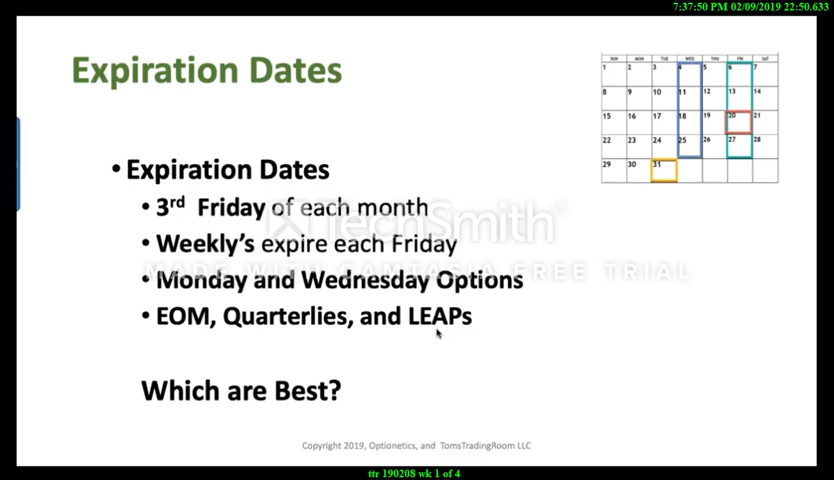 7:37:50 PM 02/09/2019 22:50.633
Expiration Dates
SUN MON TUE WED THU FRI SAT
1 2 3 4 5 6 7
8 9 10 11 12 13 14
15 16 17 18 19 20 21
22 23 24 25 26 27 28
29 30 31
• Expiration Dates
• 3rd Friday of each month
• Weekly's expire each Friday
• Monday and Wednesday Options
• EOM, Quarterlies, and LEAPs
TechSmith®
MADE WITH CAMTASIA FREE TRIAL
Which are Best?
Copyright 2019, Optionetics, and TomsTradingRoom LLC
ttr 190208 wk 1 of 4